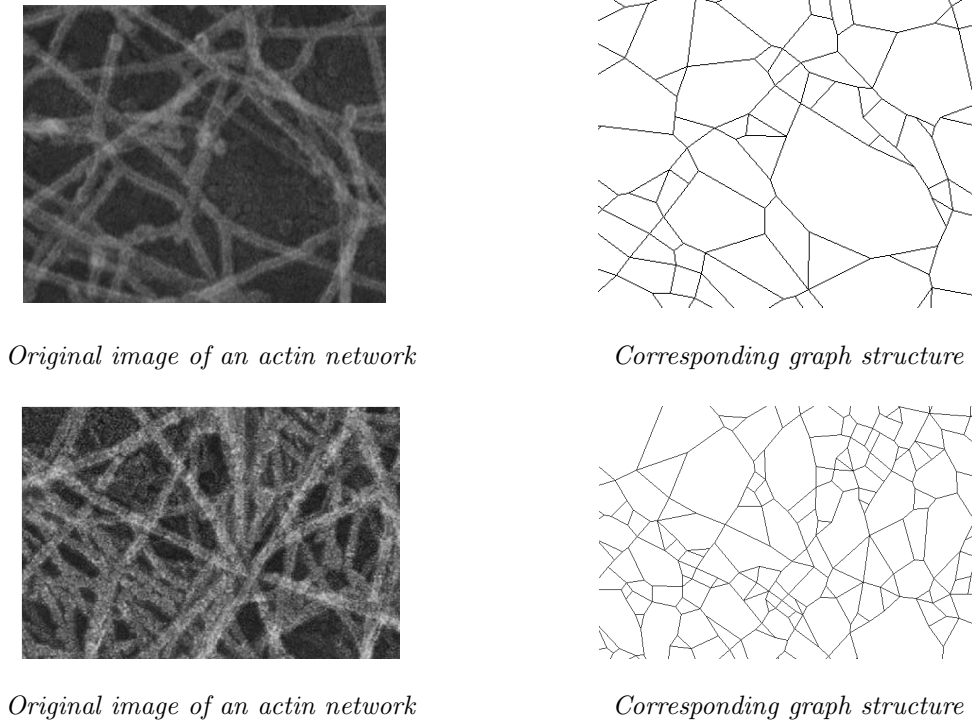 Original image of an actin network
Corresponding graph structure
Original image of an actin network
Corresponding graph structure